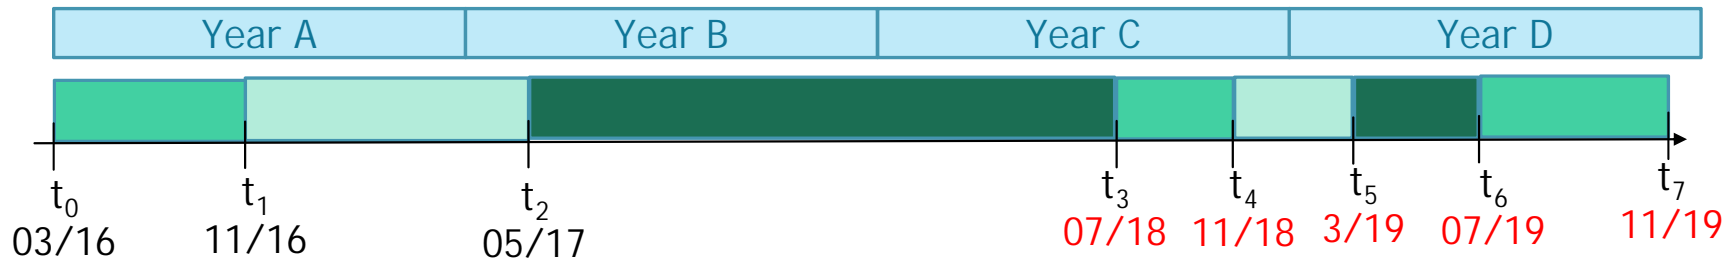 Year A Year B Year C Year D
t0 t1 t2 t3 t4 t5 t6 t7
03/16 11/16 05/17 07/18 11/18 3/19 07/19 11/19